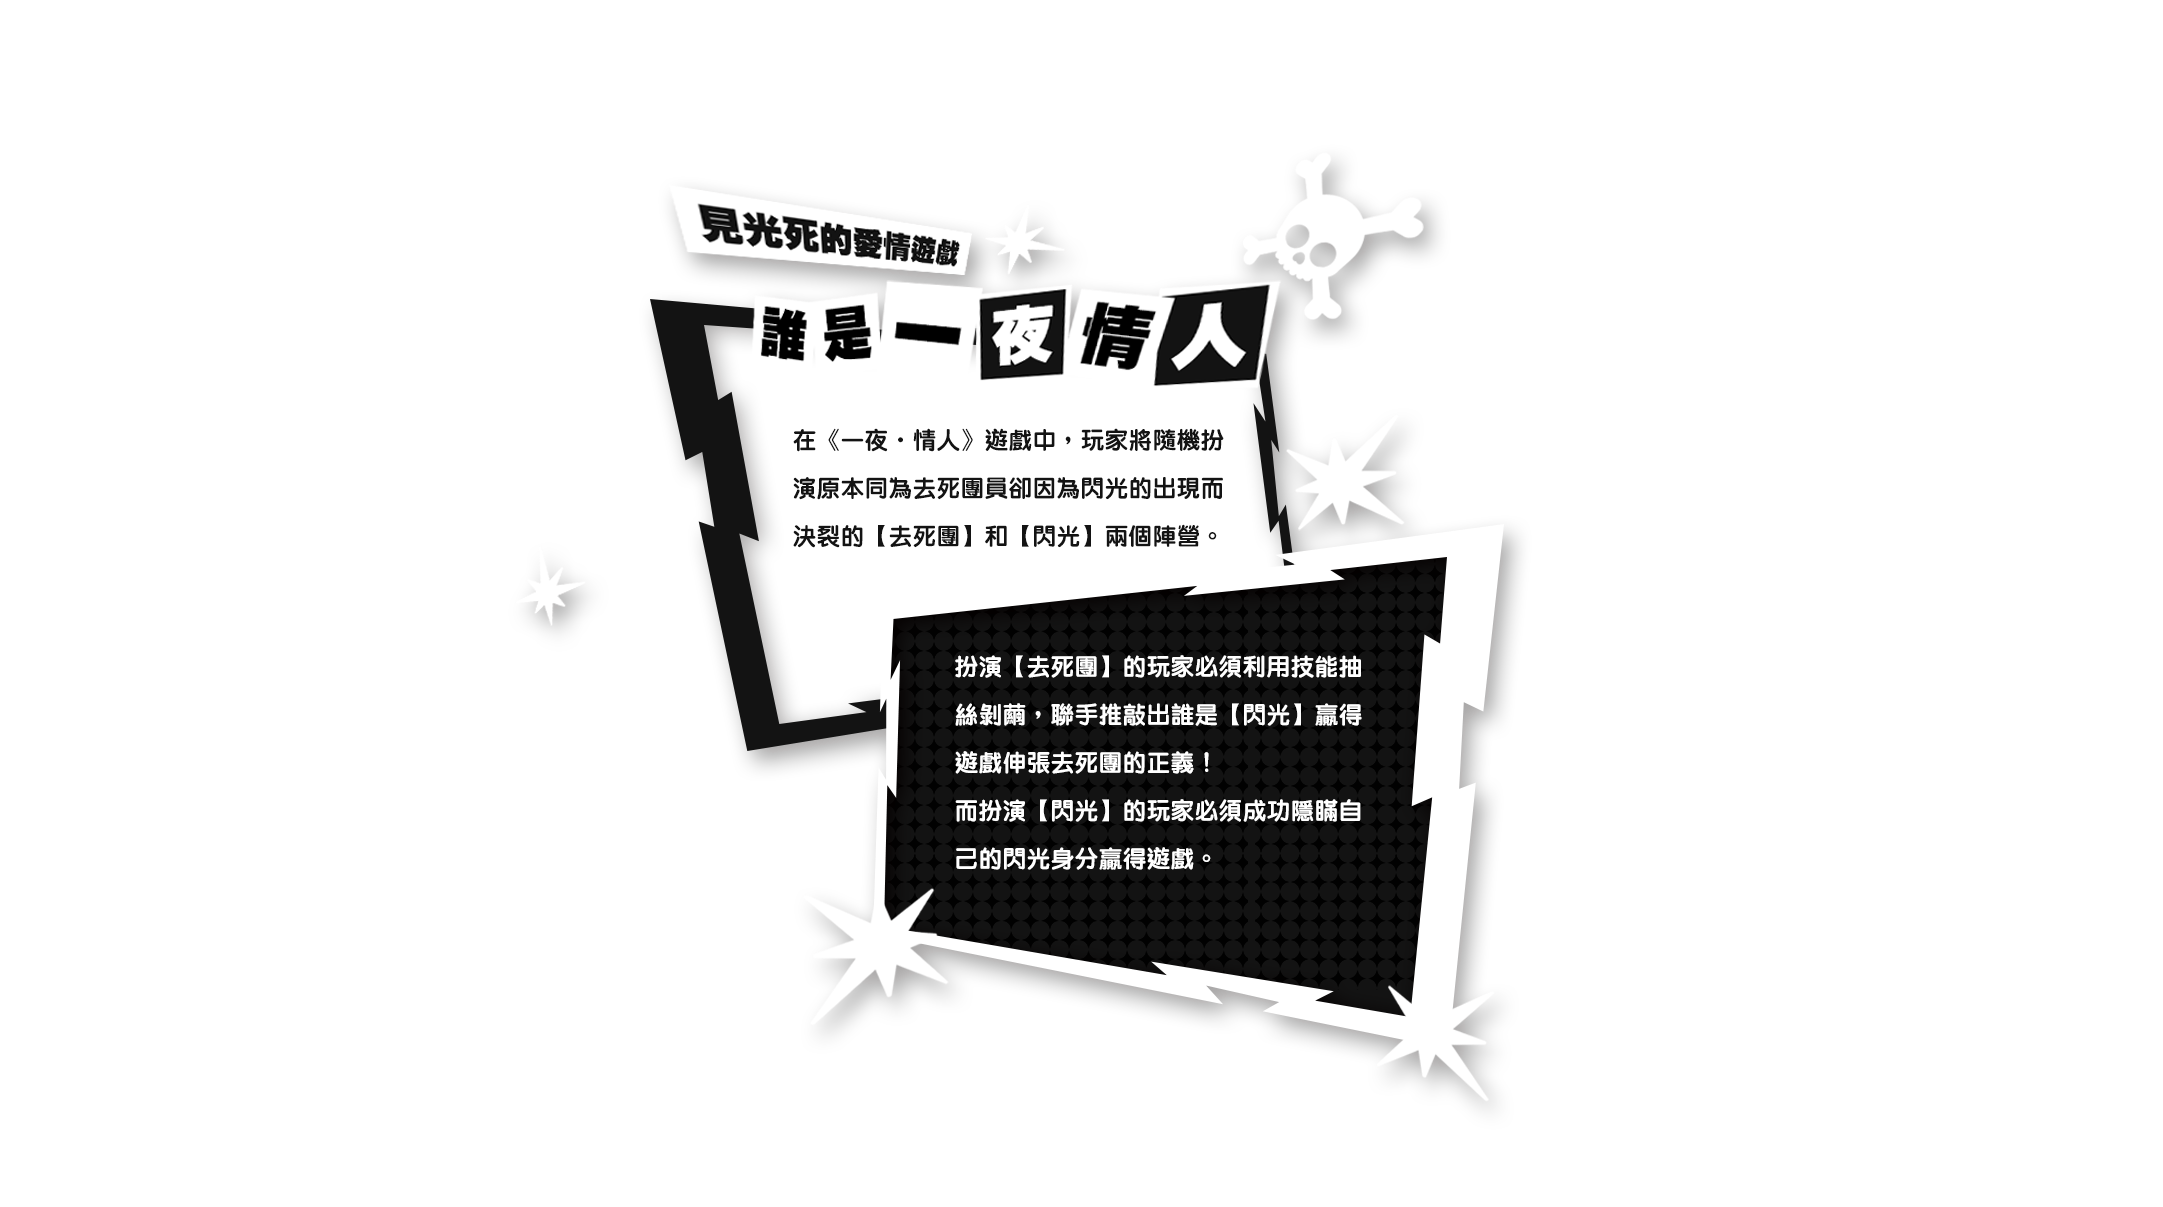 見光死的愛情遊戲
誰是一夜情人
在《一夜・情人》遊戲中，玩家將隨機扮
演原本同為去死團員卻因為閃光的出現而
決裂的【去死團】和【閃光】兩個陣營。
扮演【去死團】的玩家必須利用技能抽
絲剝繭，聯手推敲出誰是【閃光】贏得
遊戲伸張去死團的正義！
而扮演【閃光】的玩家必須成功隱瞞自
己的閃光身分贏得遊戲。